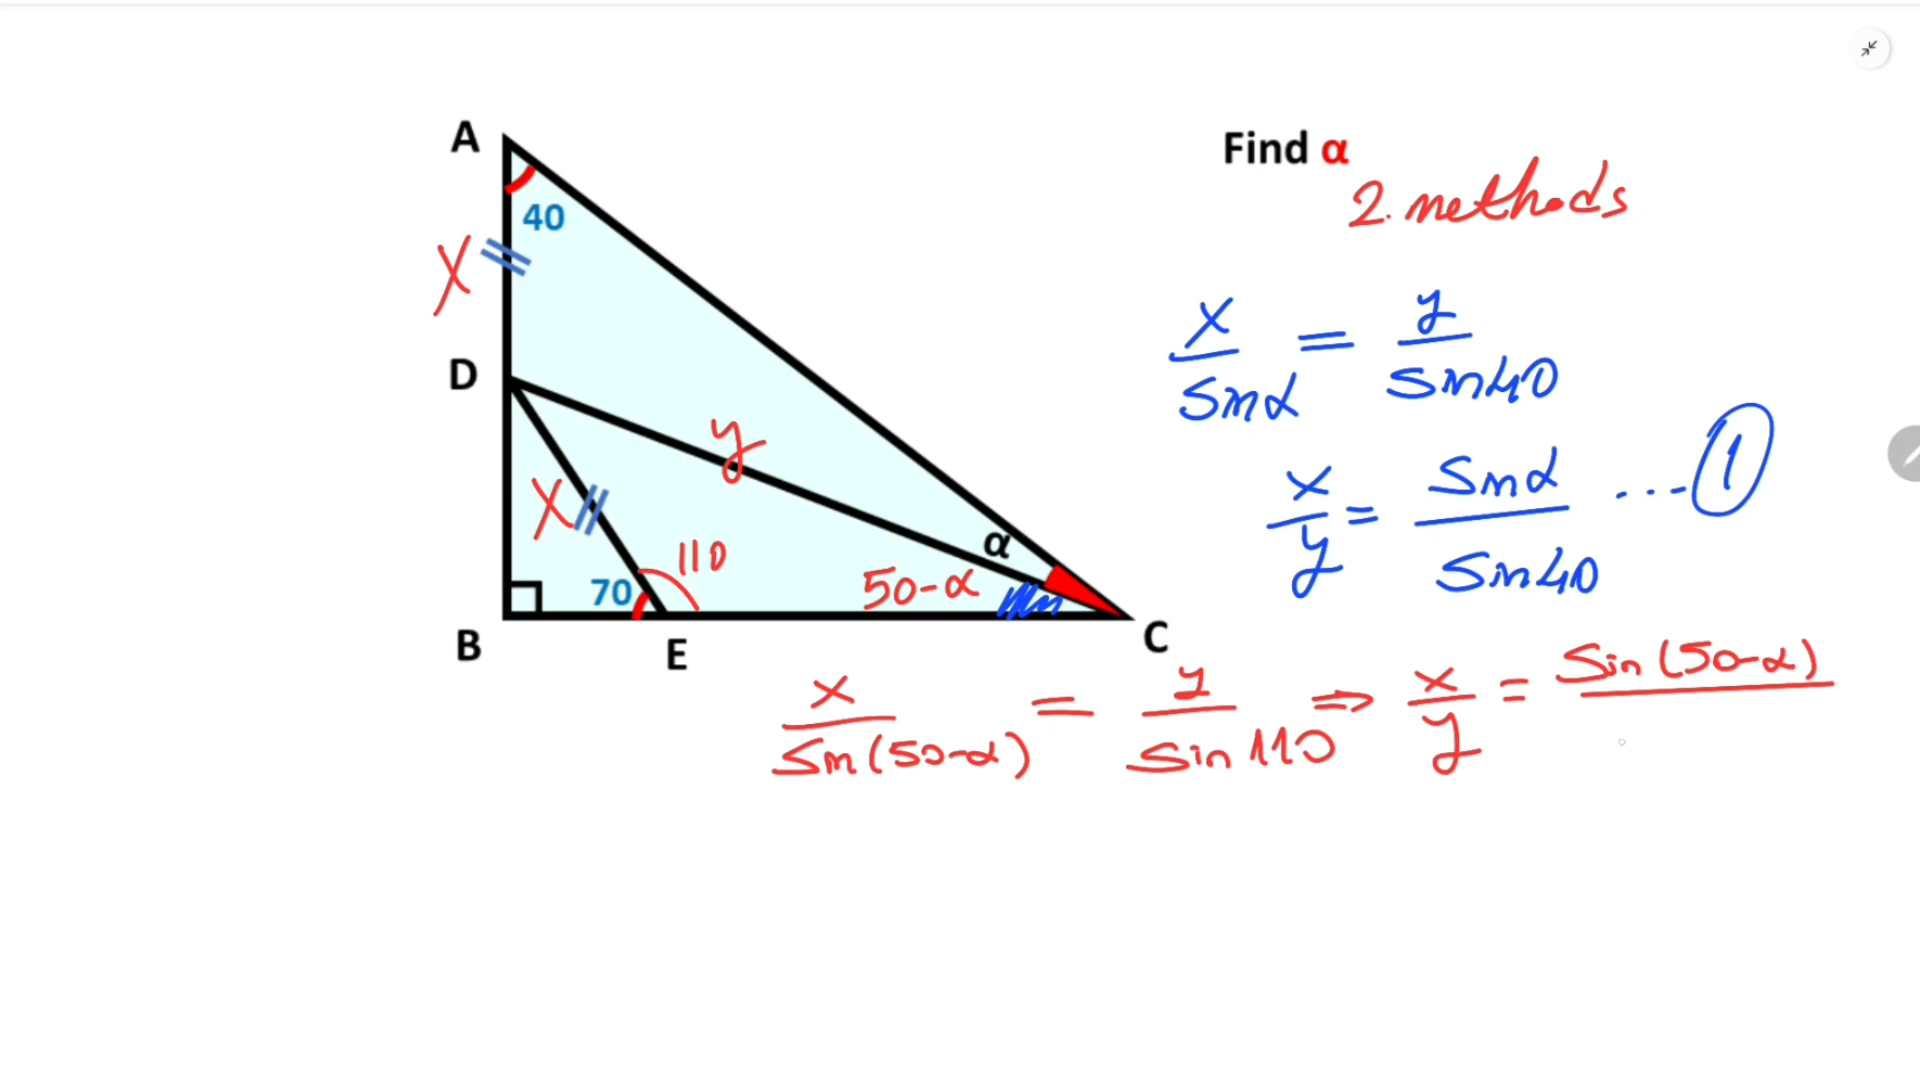 A
Find α
2. methods
40
X
x/sinα = y/sin40
D
y
x/y = sinα/sin40 ...①
X
110
α
70
50-α
B
E
C
x/sin(50-α) = y/sin110 ⇒ x/y = sin(50-α)